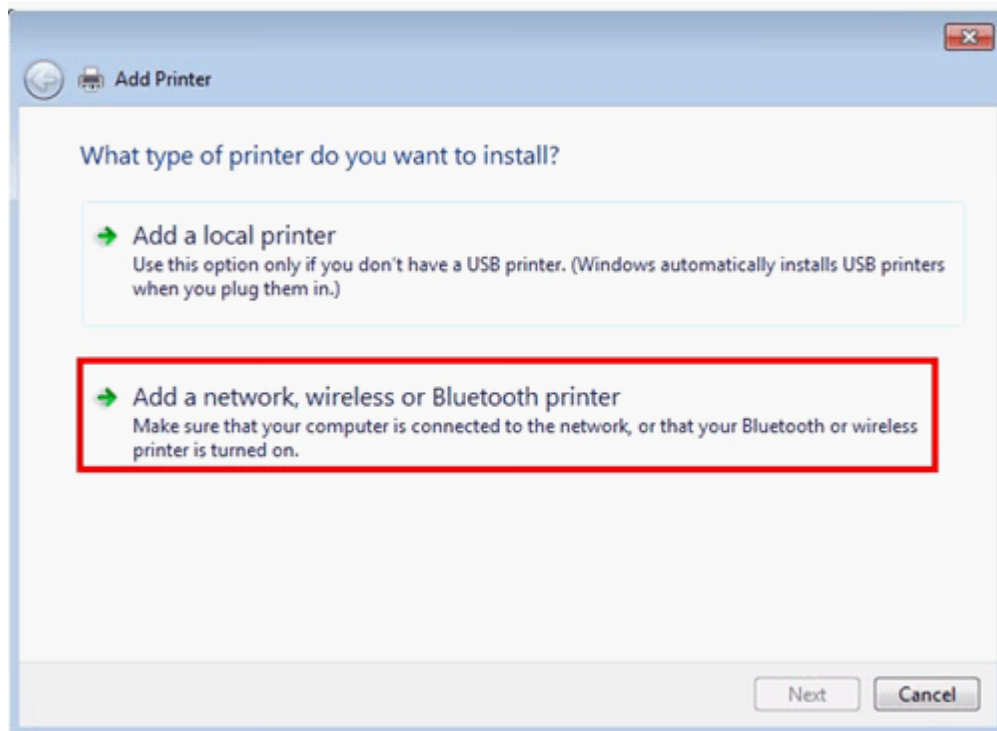 Add Printer
What type of printer do you want to install?
Add a local printer
Use this option only if you don't have a USB printer. (Windows automatically installs USB printers
when you plug them in.)
Add a network, wireless or Bluetooth printer
Make sure that your computer is connected to the network, or that your Bluetooth or wireless
printer is turned on.
Next
Cancel